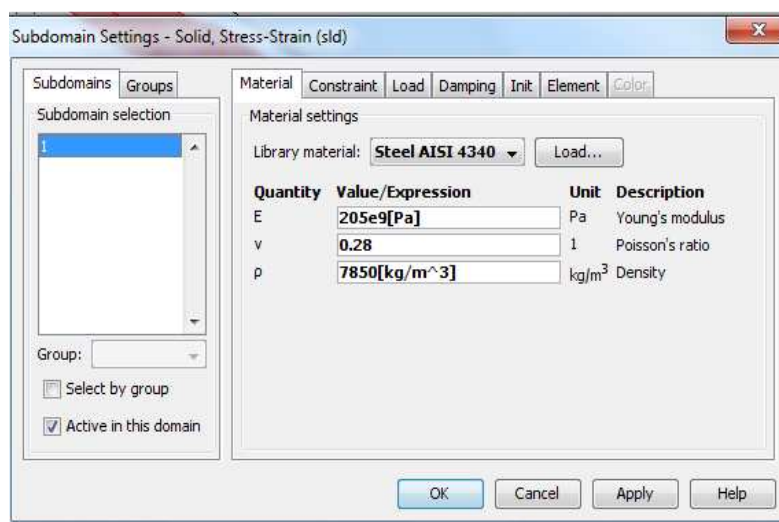 Subdomain Settings - Solid, Stress-Strain (sld)
Subdomains Groups
Subdomain selection
1
Group:
Select by group
Active in this domain
Material Constraint Load Damping Init Element Color
Material settings
Library material: Steel AISI 4340 Load...
Quantity Value/Expression Unit Description
E 205e9[Pa] Pa Young's modulus
ν 0.28 1 Poisson's ratio
ρ 7850[kg/m^3] kg/m³ Density
OK Cancel Apply Help